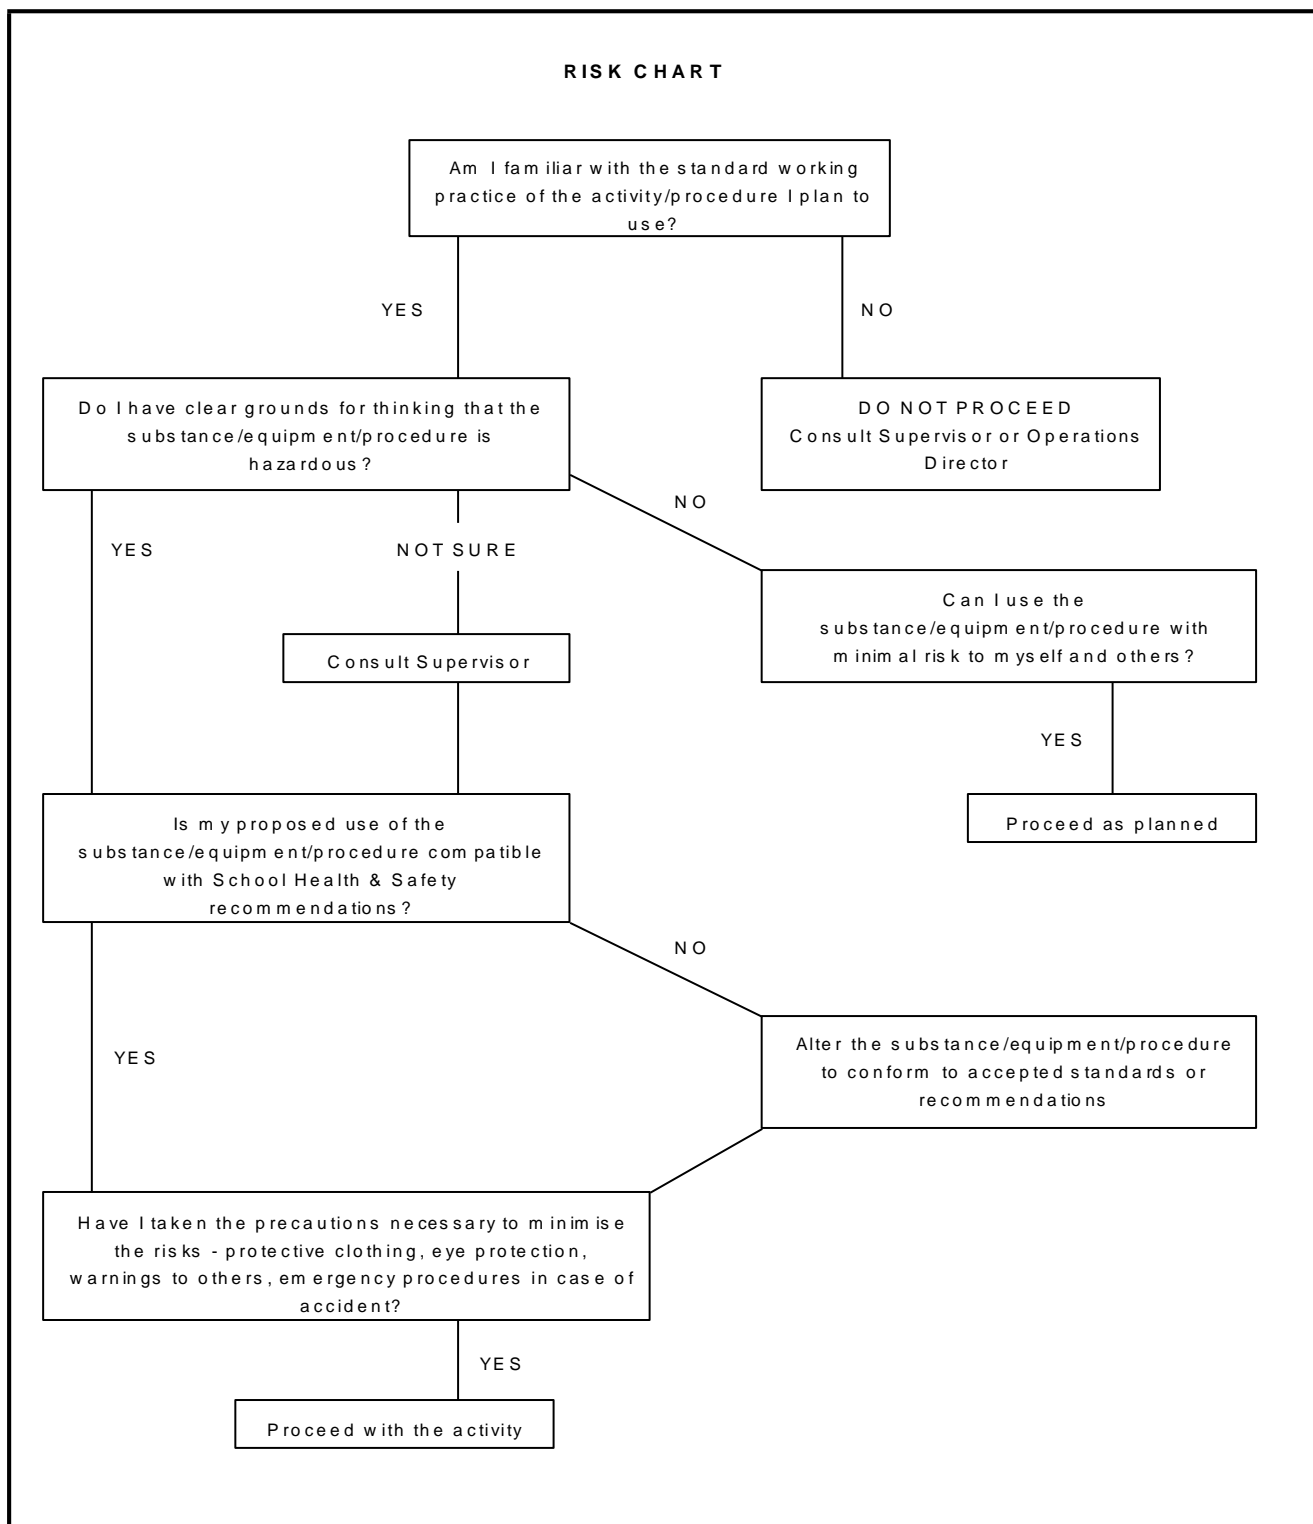 RISK CHART
Am I familiar with the standard working
practice of the activity/procedure I plan to
use?
YES
NO
Do I have clear grounds for thinking that the
substance/equipment/procedure is
hazardous?
DO NOT PROCEED
Consult Supervisor or Operations
Director
NO
YES
NOT SURE
Can I use the
substance/equipment/procedure with
minimal risk to myself and others?
Consult Supervisor
YES
Is my proposed use of the
substance/equipment/procedure compatible
with School Health & Safety
recommendations?
Proceed as planned
NO
YES
Alter the substance/equipment/procedure
to conform to accepted standards or
recommendations
Have I taken the precautions necessary to minimise
the risks - protective clothing, eye protection,
warnings to others, emergency procedures in case of
accident?
YES
Proceed with the activity